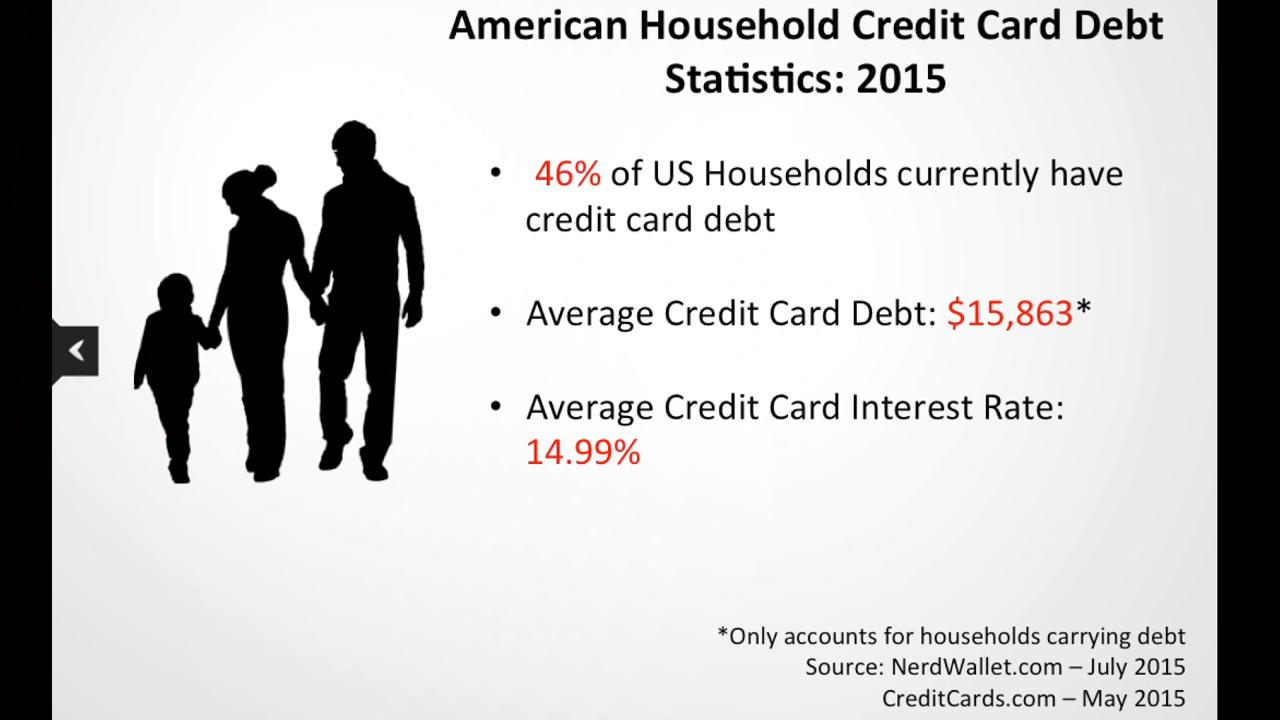 American Household Credit Card Debt
Statistics: 2015
• 46% of US Households currently have
credit card debt
• Average Credit Card Debt: $15,863*
• Average Credit Card Interest Rate:
14.99%
*Only accounts for households carrying debt
Source: NerdWallet.com – July 2015
CreditCards.com – May 2015